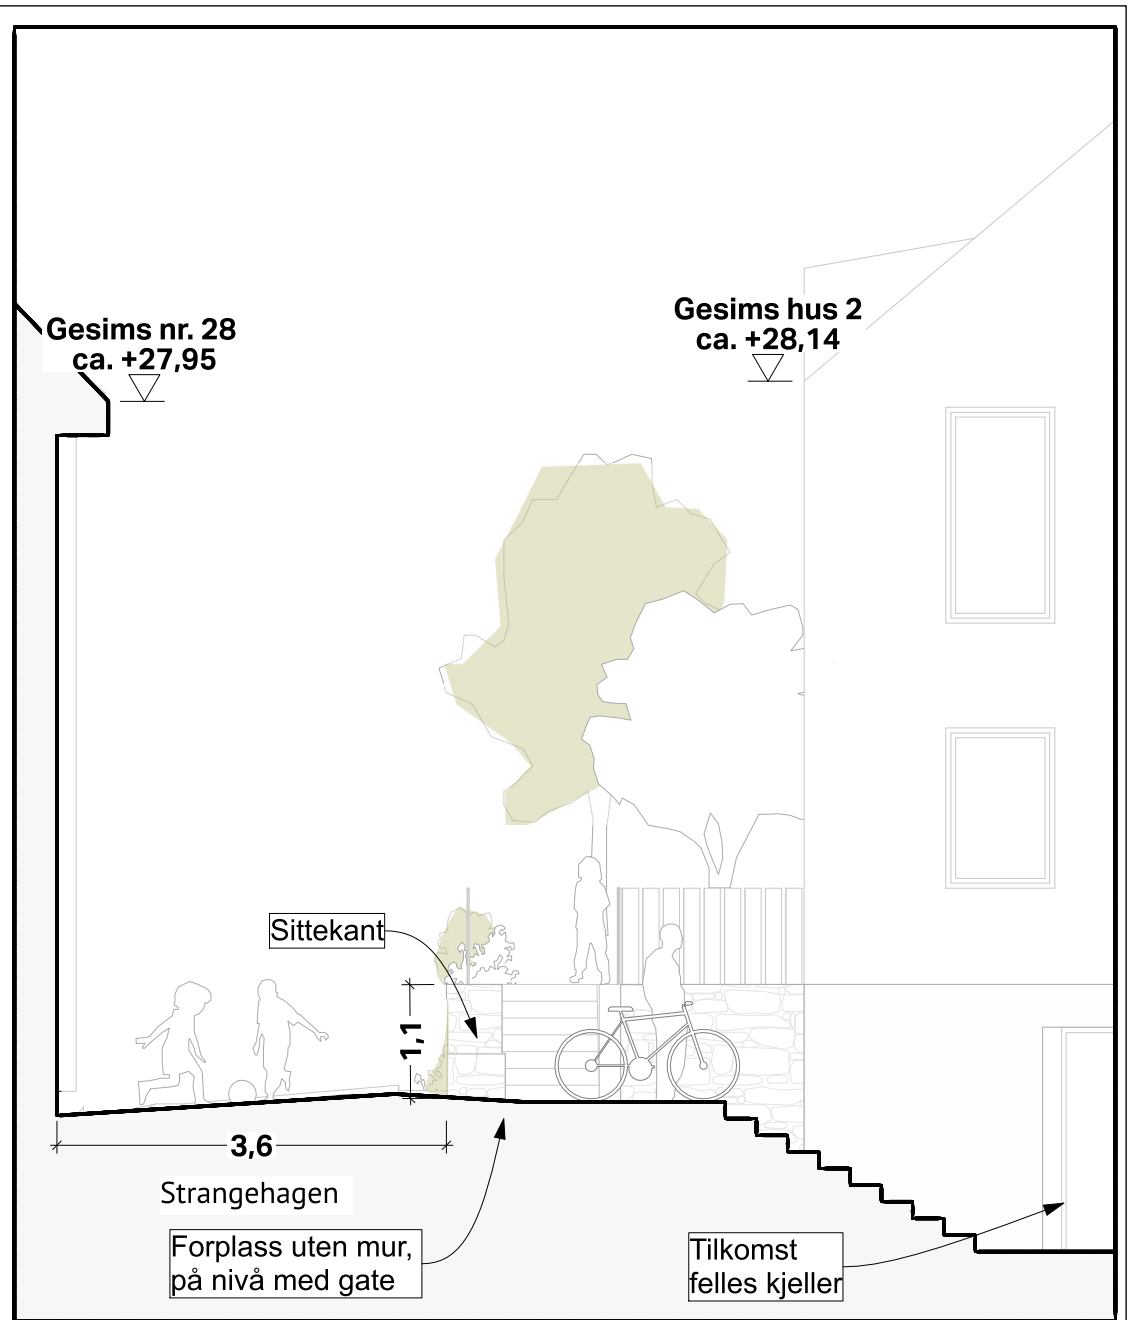 Gesims nr. 28
ca. +27,95
Gesims hus 2
ca. +28,14
Sittekant
1,1
3,6
Strangehagen
Forplass uten mur,
på nivå med gate
Tilkomst
felles kjeller